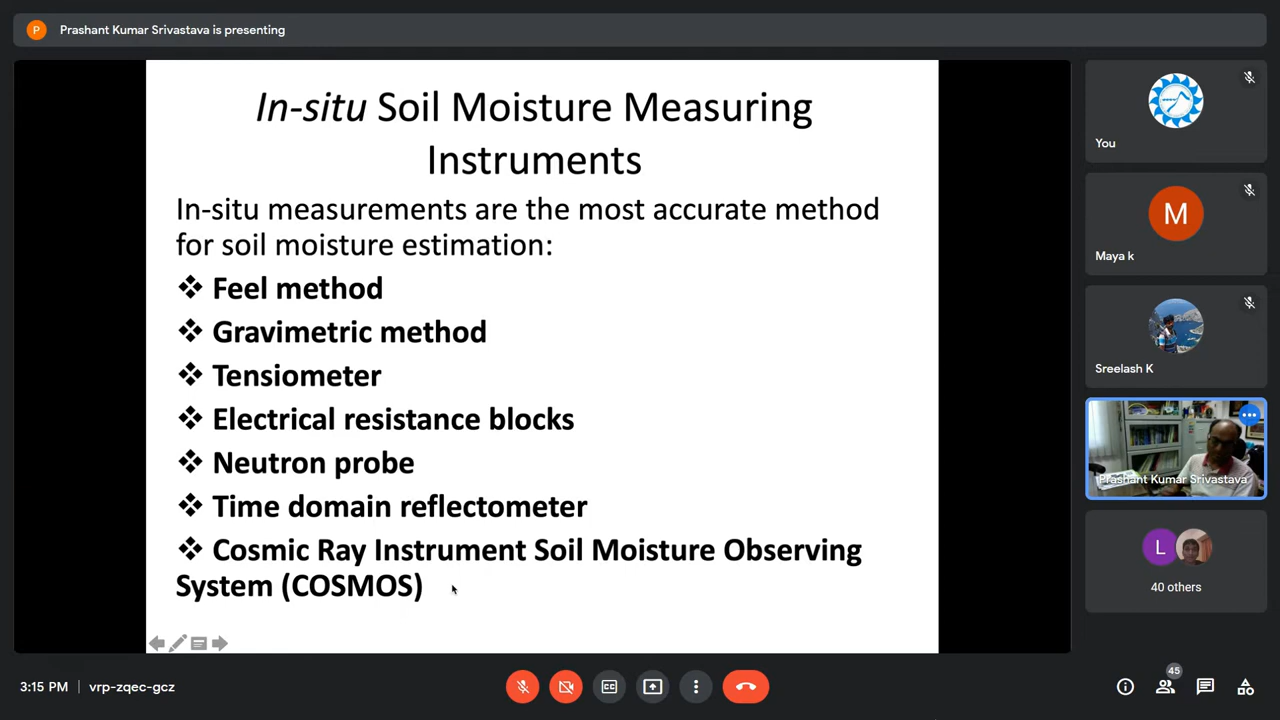 P Prashant Kumar Srivastava is presenting
In-situ Soil Moisture Measuring
Instruments
In-situ measurements are the most accurate method
for soil moisture estimation:
❖ Feel method
❖ Gravimetric method
❖ Tensiometer
❖ Electrical resistance blocks
❖ Neutron probe
❖ Time domain reflectometer
❖ Cosmic Ray Instrument Soil Moisture Observing
System (COSMOS)
You
M
Maya k
Sreelash K
Prashant Kumar Srivastava
L
40 others
3:15 PM | vrp-zqec-gcz
CC
45